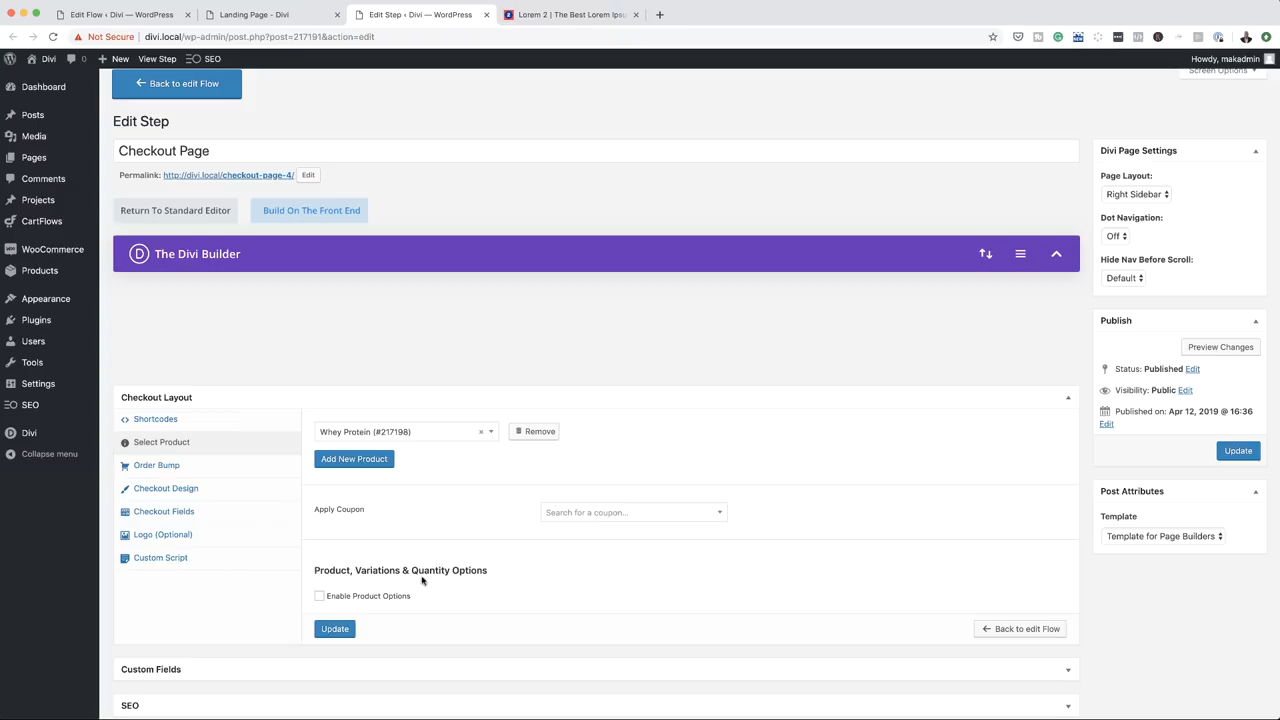 Edit Flow ‹ Divi — WordPress
Landing Page - Divi
Edit Step ‹ Divi — WordPress
Lorem 2 | The Best Lorem Ipsu
Not Secure
divi.local/wp-admin/post.php?post=217191&action=edit
Divi
0
New
View Step
SEO
Howdy, makadmin
Screen Options
Dashboard
Posts
Media
Pages
Comments
Projects
CartFlows
WooCommerce
Products
Appearance
Plugins
Users
Tools
Settings
SEO
Divi
Collapse menu
Back to edit Flow
Edit Step
Checkout Page
Permalink: http://divi.local/checkout-page-4/ Edit
Return To Standard Editor
Build On The Front End
D The Divi Builder
Checkout Layout
Shortcodes
Select Product
Order Bump
Checkout Design
Checkout Fields
Logo (Optional)
Custom Script
Whey Protein (#217198) ×
Remove
Add New Product
Apply Coupon
Search for a coupon...
Product, Variations & Quantity Options
Enable Product Options
Update
Back to edit Flow
Custom Fields
SEO
Divi Page Settings
Page Layout:
Right Sidebar
Dot Navigation:
Off
Hide Nav Before Scroll:
Default
Publish
Preview Changes
Status: Published Edit
Visibility: Public Edit
Published on: Apr 12, 2019 @ 16:36
Edit
Update
Post Attributes
Template
Template for Page Builders